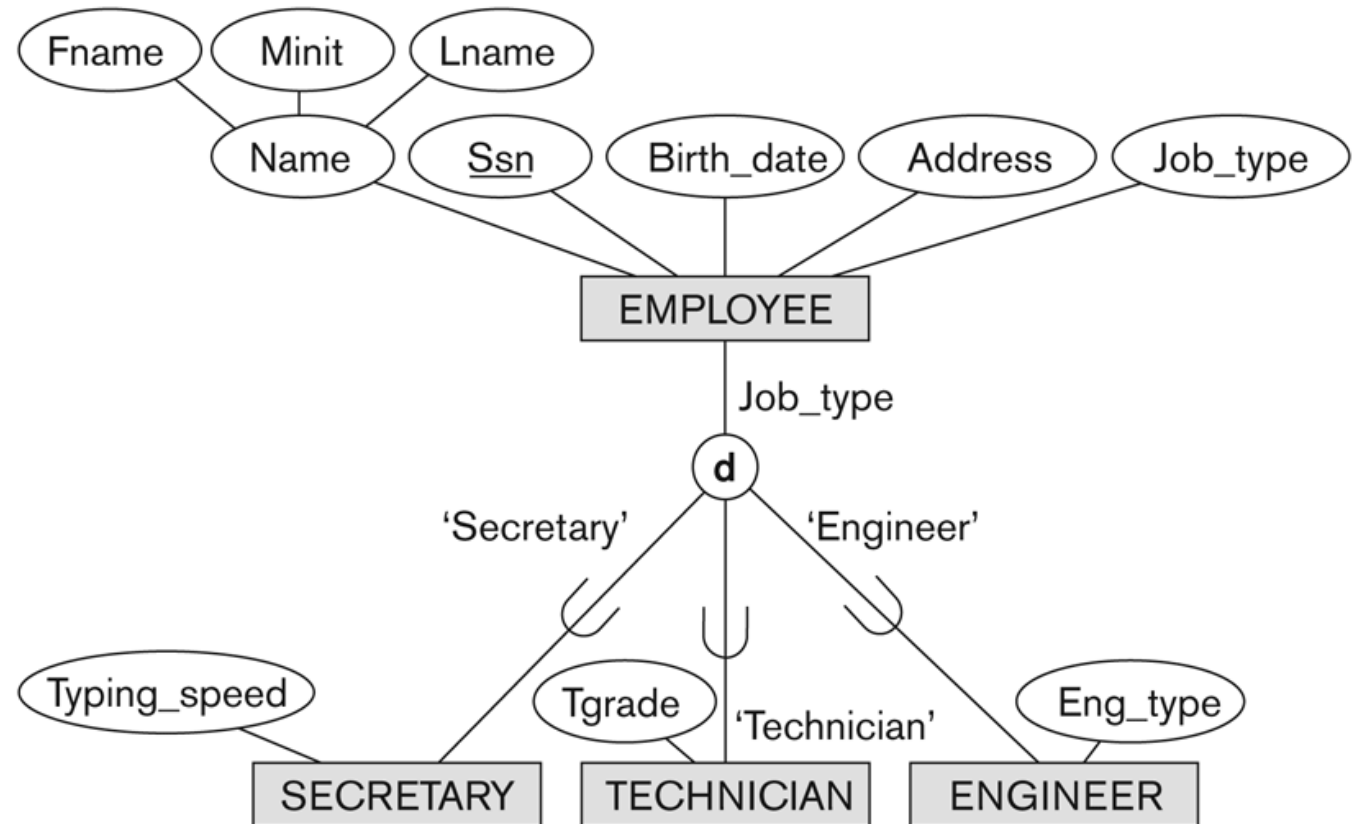 Fname
Minit
Lname
Name
Ssn
Birth_date
Address
Job_type
EMPLOYEE
Job_type
d
‘Secretary’
‘Engineer’
Typing_speed
Tgrade
‘Technician’
Eng_type
SECRETARY
TECHNICIAN
ENGINEER